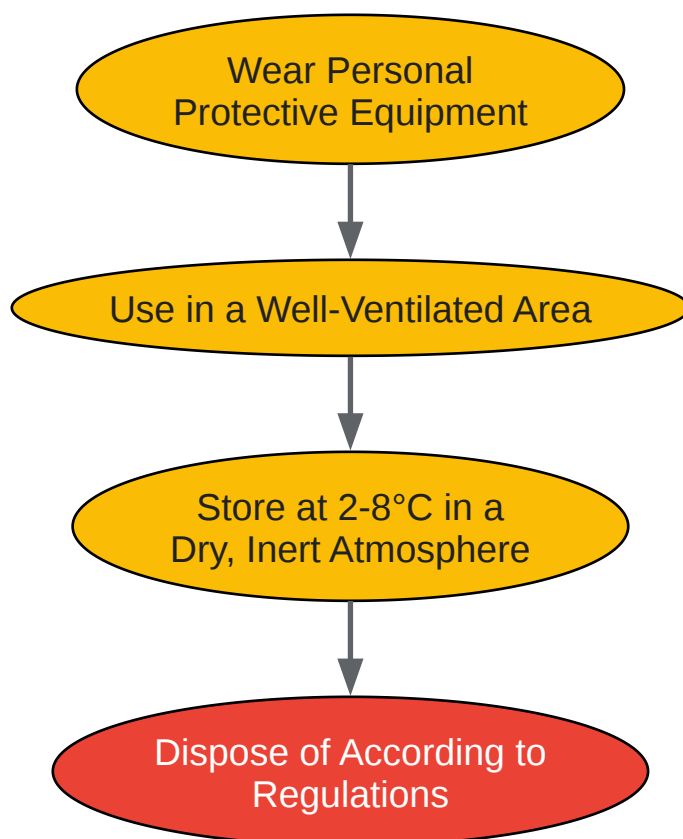 Wear Personal
Protective Equipment
Use in a Well-Ventilated Area
Store at 2-8°C in a
Dry, Inert Atmosphere
Dispose of According to
Regulations